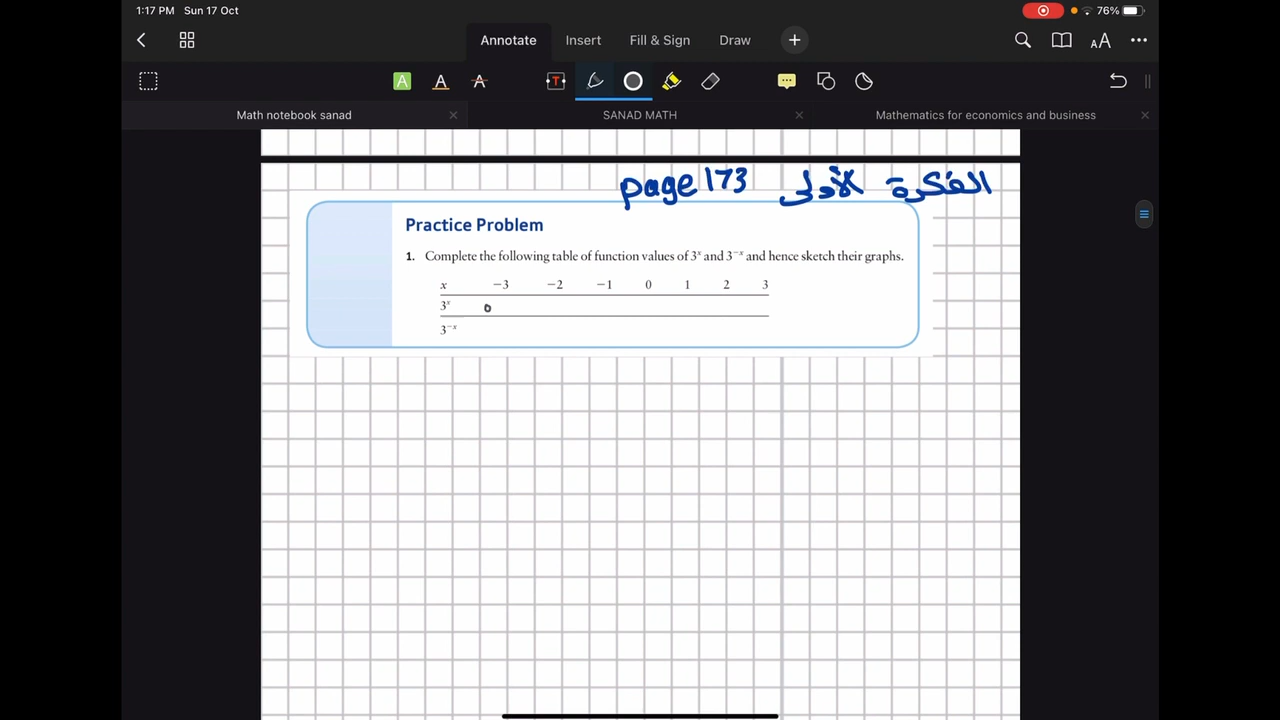 1:17 PM Sun 17 Oct
76%
Annotate Insert Fill & Sign Draw
Math notebook sanad
SANAD MATH
Mathematics for economics and business
الفكرة الأولى page 173
Practice Problem
1. Complete the following table of function values of 3ˣ and 3⁻ˣ and hence sketch their graphs.
x −3 −2 −1 0 1 2 3
3ˣ 0
3⁻ˣ